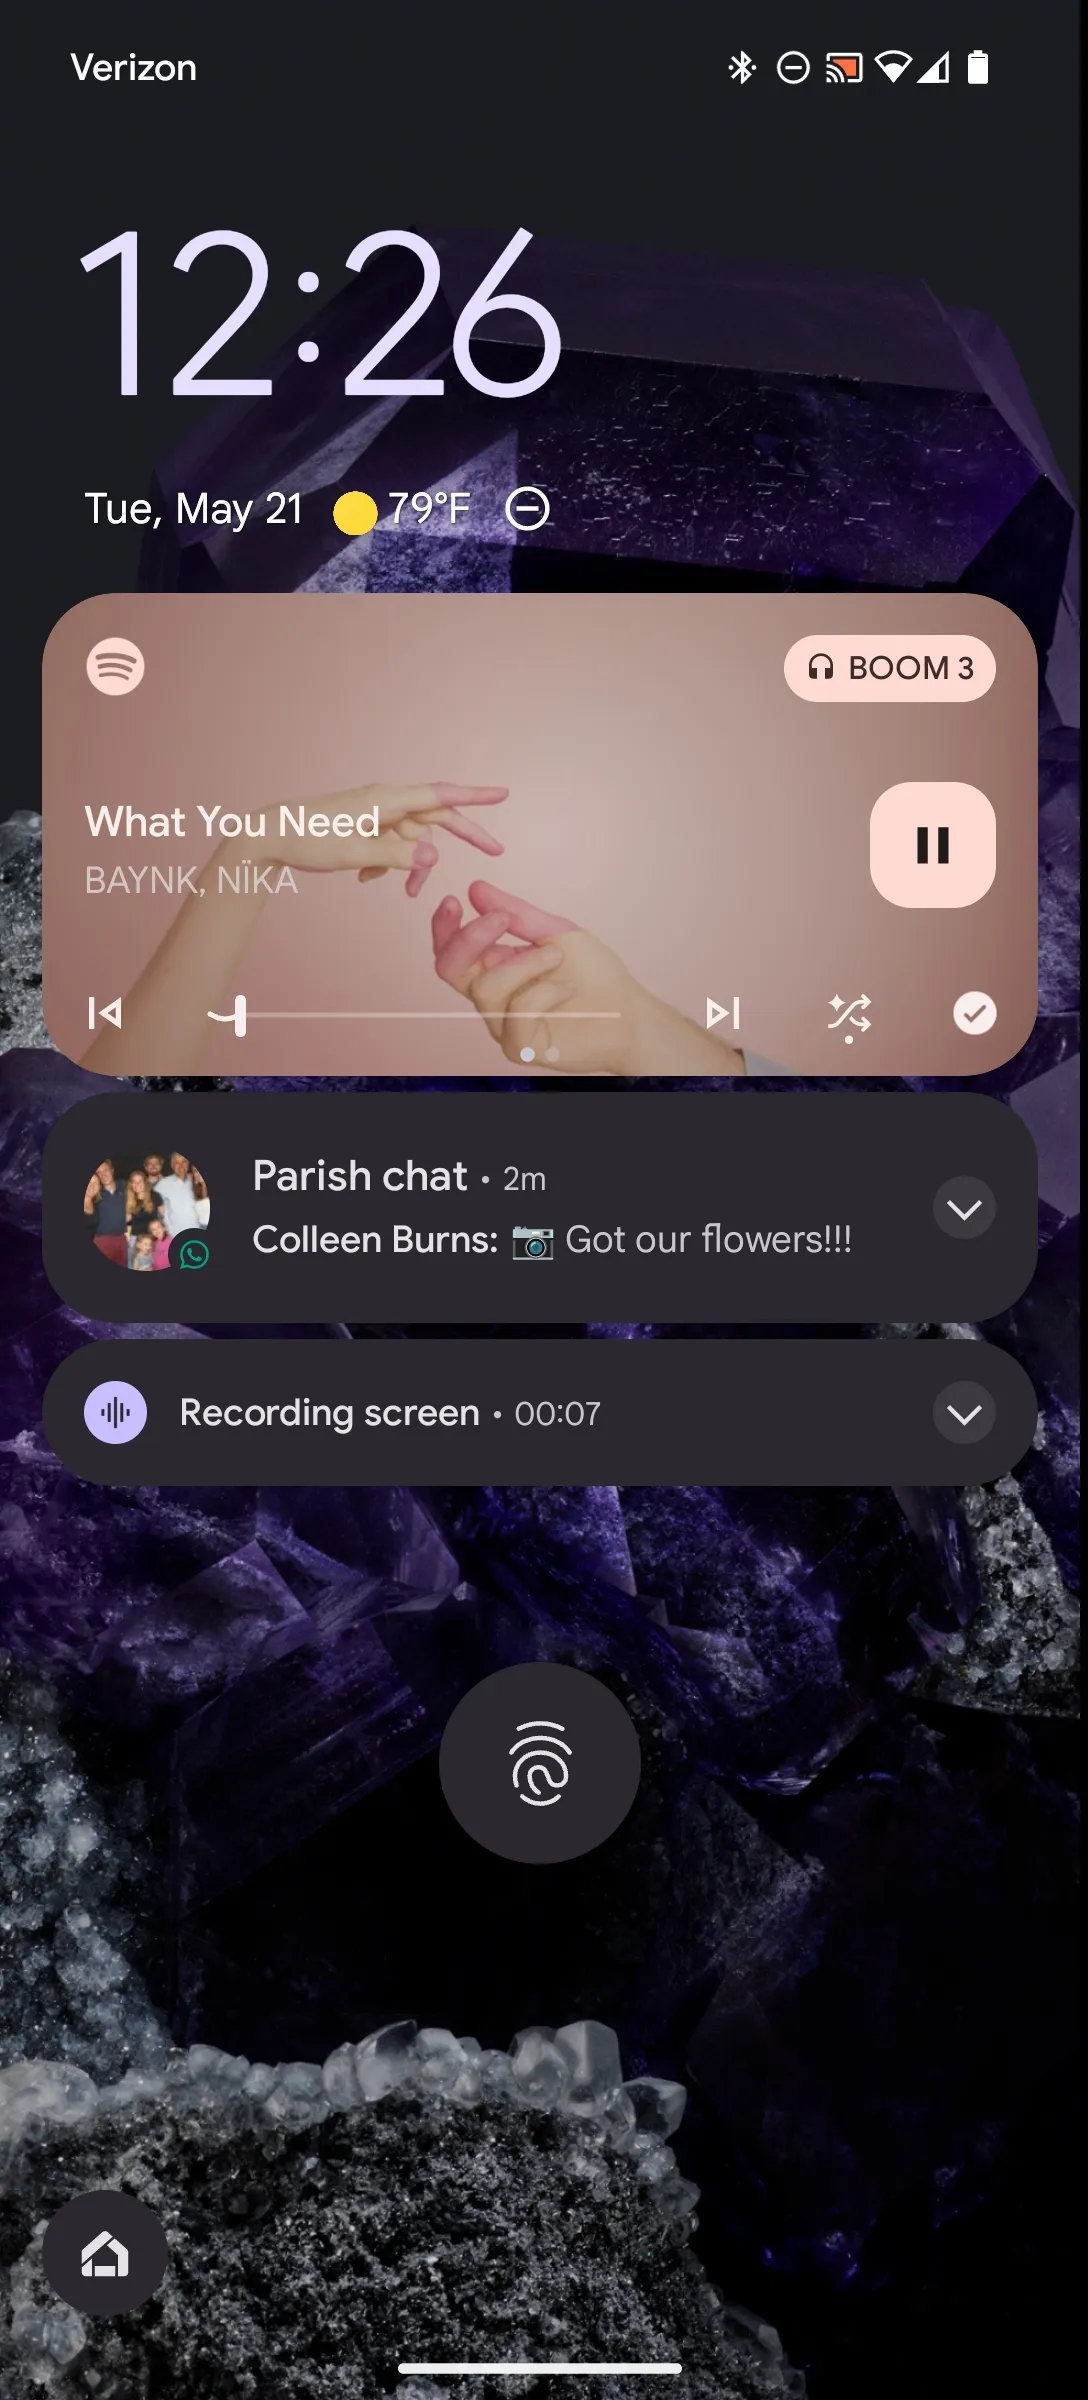 Verizon
12:26
Tue, May 21 79°F
BOOM 3
What You Need
BAYNK, NÏKA
Parish chat • 2m
Colleen Burns: 📷 Got our flowers!!!
Recording screen • 00:07